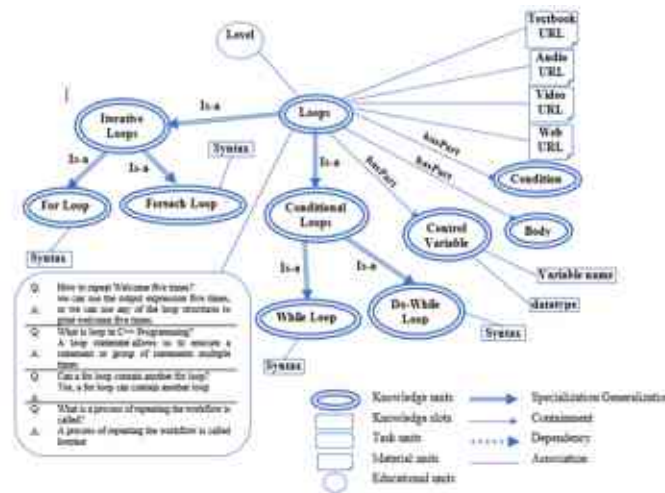 Level
Textbook
URL
Audio
URL
Video
URL
Web
URL
Loops
Is-a
Iterative
Loops
Is-a
Is-a
Syntax
For Loop
Foreach Loop
Syntax
Is-a
hasPart
hasPart
hasPart
Condition
Conditional
Loops
Control
Variable
Body
Is-a
Is-a
Variable name
datatype
While Loop
Do-While
Loop
Syntax
Syntax
Q. How to repeat Welcome five times?
A. we can use the output expression five times,
or we can use any of the loop structures to
print welcome five times.
Q. What is loop in C++ Programming?
A. A loop statement allows us to execute a
statement or group of statements multiple
times
Q. Can a for loop contain another for loop?
Yes, a for loop can contain another loop
A.
Q. What is a process of repeating the workflow is
called?
A. A process of repeating the workflow is called
Knowledge units
Specialization Generalization
Knowledge slots
Containment
Task units
Dependency
Material units
Association
Educational units